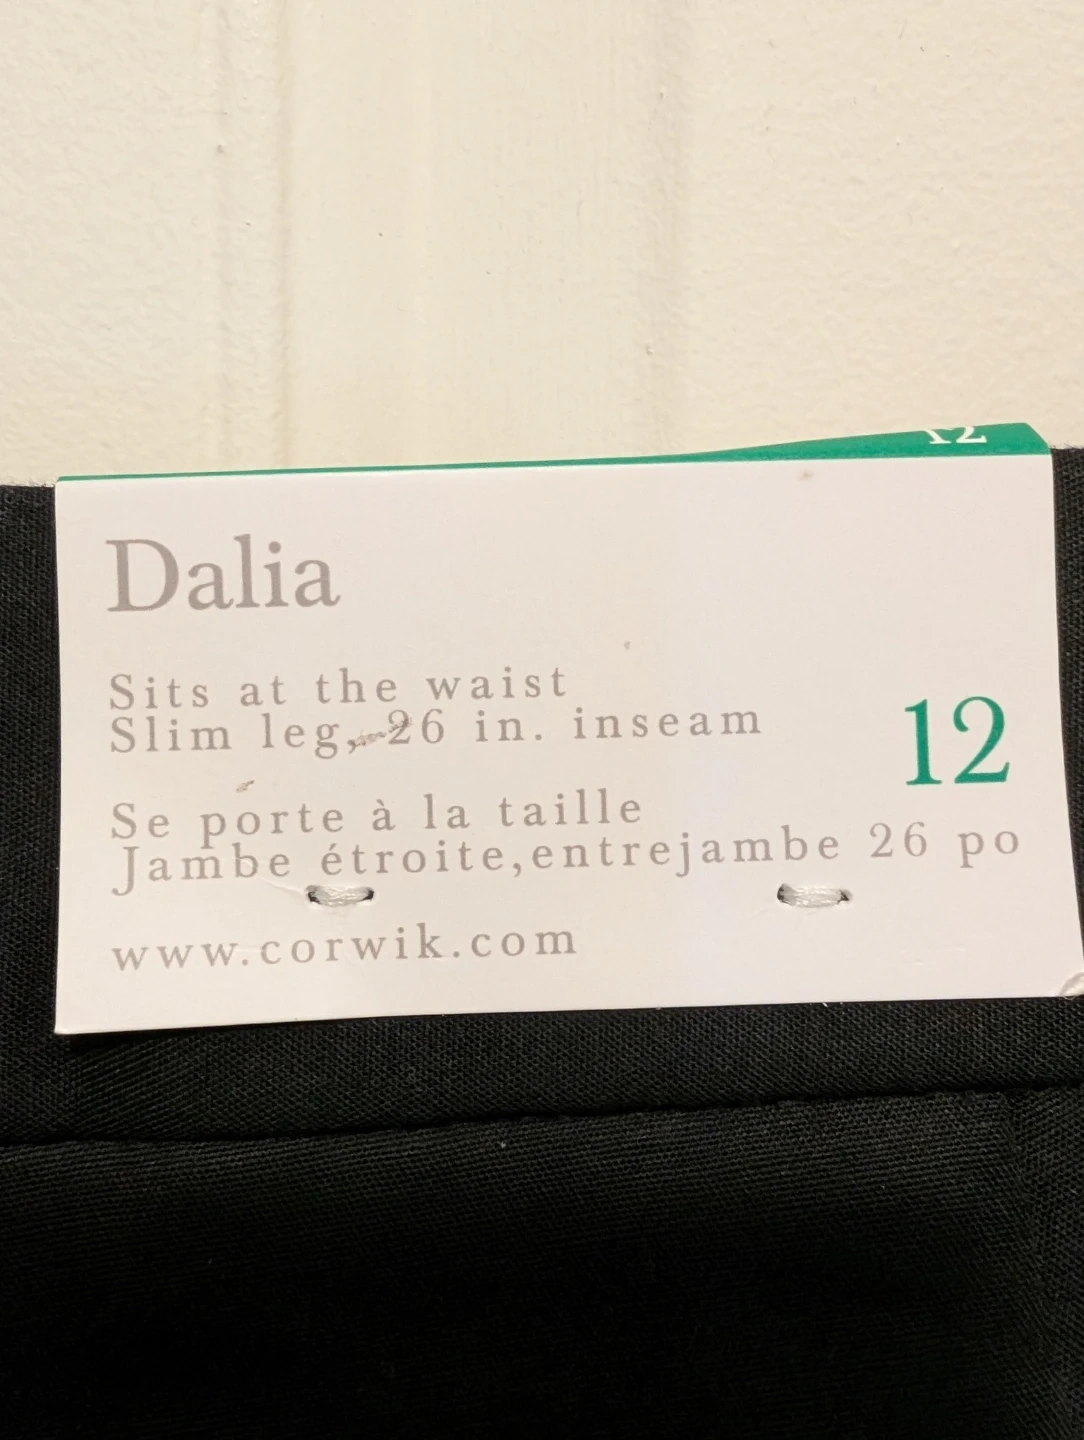 12
Dalia
Sits at the waist
Slim leg, 26 in. inseam
12
Se porte à la taille
Jambe étroite,entrejambe 26 po
www.corwik.com